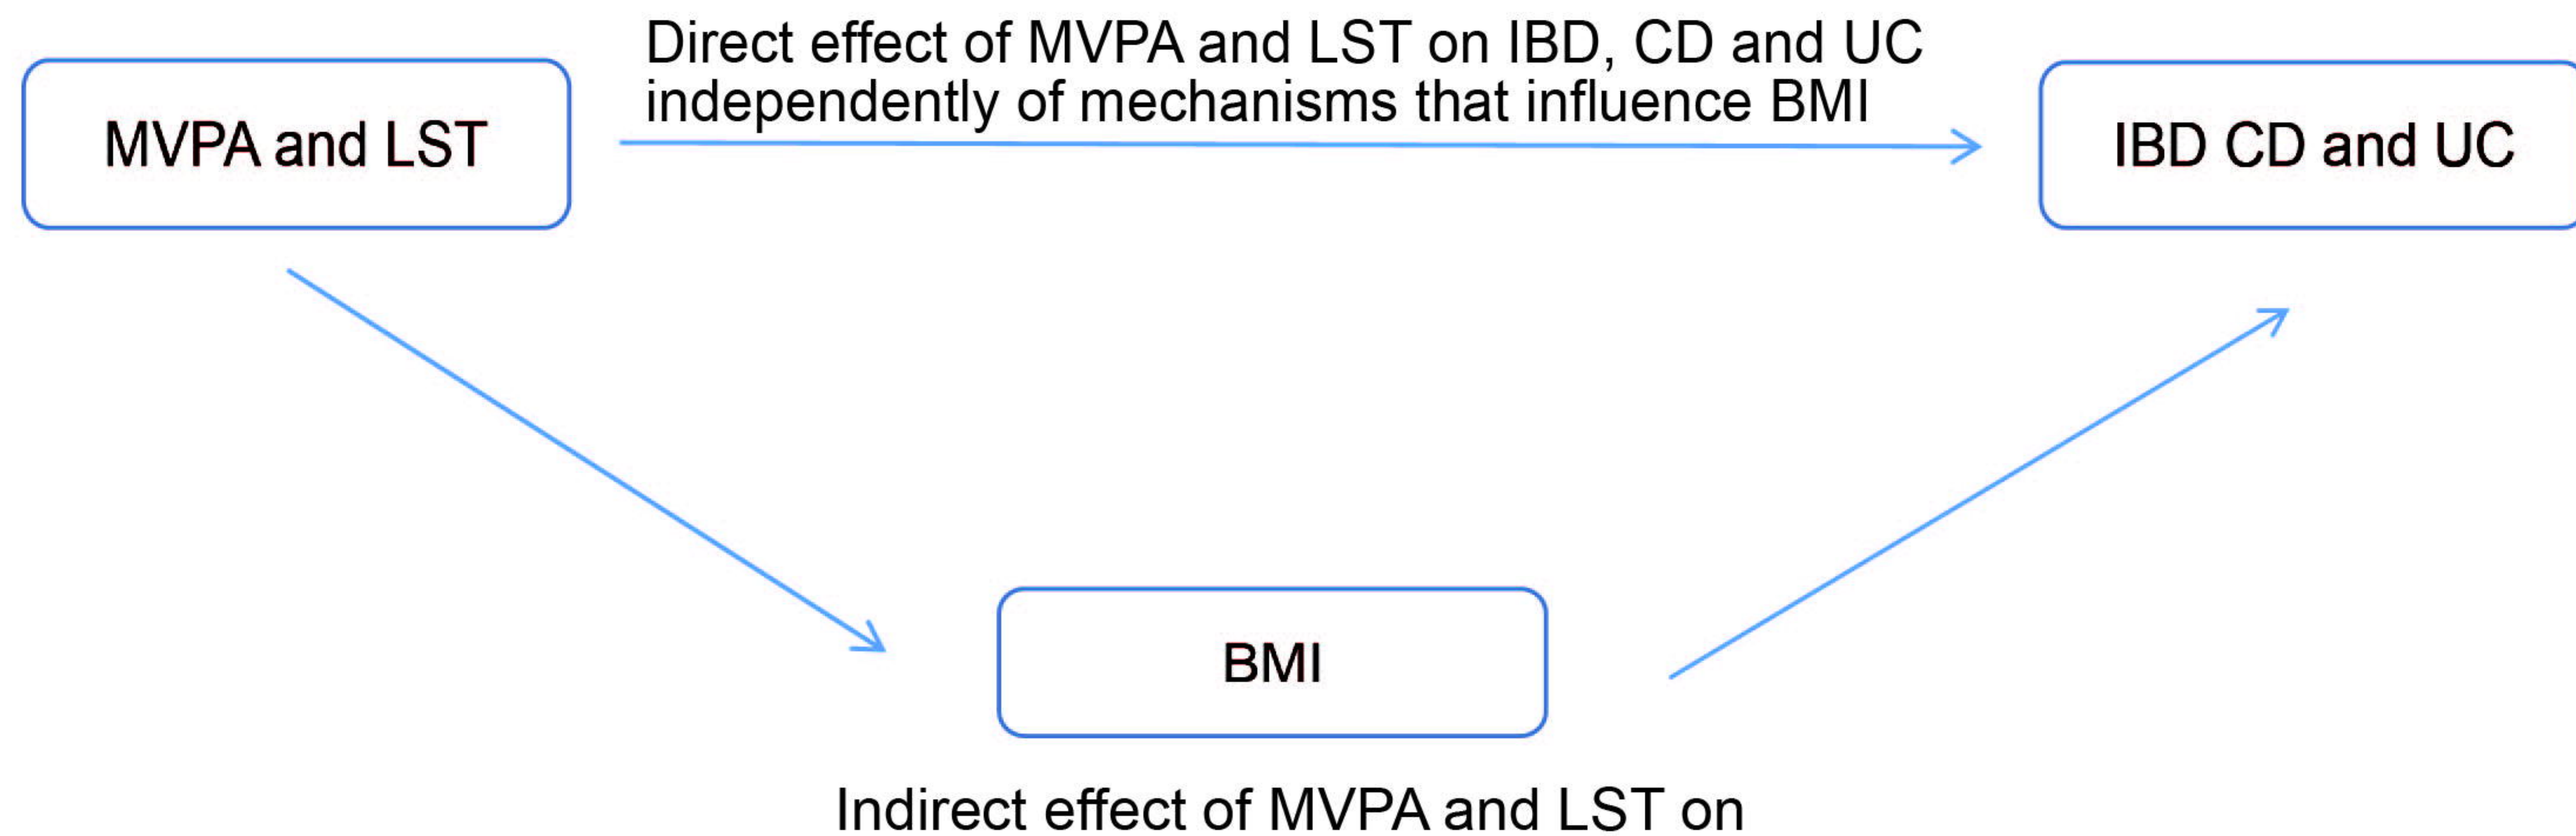 Direct effect of MVPA and LST on IBD, CD and UC
independently of mechanisms that influence BMI
MVPA and LST
IBD CD and UC
BMI
Indirect effect of MVPA and LST on